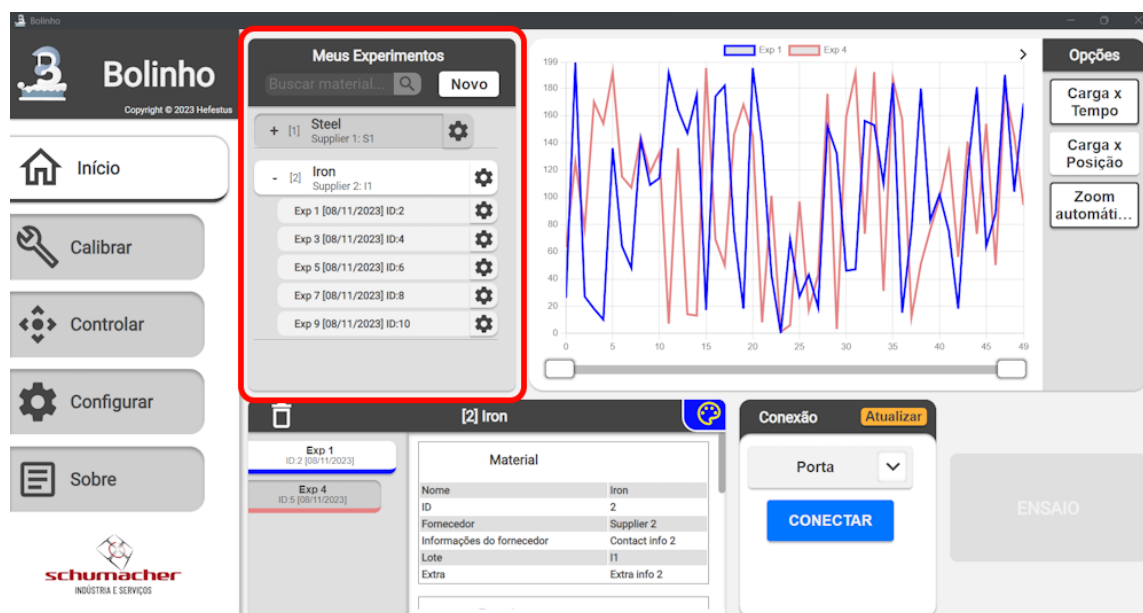 Bolinho
Bolinho
Copyright © 2023 Hefestus
Início
Calibrar
Controlar
Configurar
Sobre
schumacher
INDÚSTRIA E SERVIÇOS
Meus Experimentos
Buscar material...
Novo
+ [1] Steel
Supplier 1: S1
- [2] Iron
Supplier 2: I1
Exp 1 [08/11/2023] ID:2
Exp 3 [08/11/2023] ID:4
Exp 5 [08/11/2023] ID:6
Exp 7 [08/11/2023] ID:8
Exp 9 [08/11/2023] ID:10
Exp 1 Exp 4
199
180
160
140
120
100
80
60
40
20
0
0 5 10 15 20 25 30 35 40 45 49
Opções
Carga x
Tempo
Carga x
Posição
Zoom
automáti...
[2] Iron
Exp 1
ID:2 [08/11/2023]
Exp 4
ID:5 [08/11/2023]
Material
Nome Iron
ID 2
Fornecedor Supplier 2
Informações do fornecedor Contact info 2
Lote I1
Extra Extra info 2
Conexão Atualizar
Porta
CONECTAR
ENSAIO